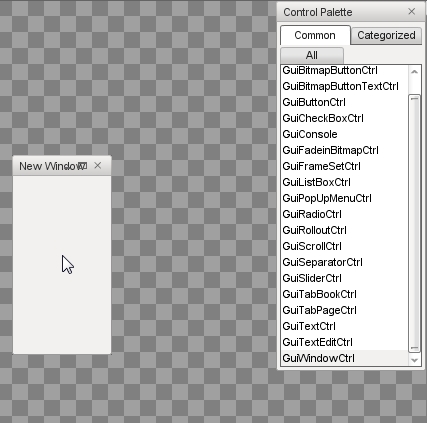 Control Palette
Common
Categorized
All
GuiBitmapButtonCtrl
GuiBitmapButtonTextCtrl
GuiButtonCtrl
GuiCheckBoxCtrl
GuiConsole
GuiFadeinBitmapCtrl
GuiFrameSetCtrl
GuiListBoxCtrl
GuiPopUpMenuCtrl
GuiRadioCtrl
GuiRolloutCtrl
GuiScrollCtrl
GuiSeparatorCtrl
GuiSliderCtrl
GuiTabBookCtrl
GuiTabPageCtrl
GuiTextCtrl
GuiTextEditCtrl
GuiWindowCtrl
New Window